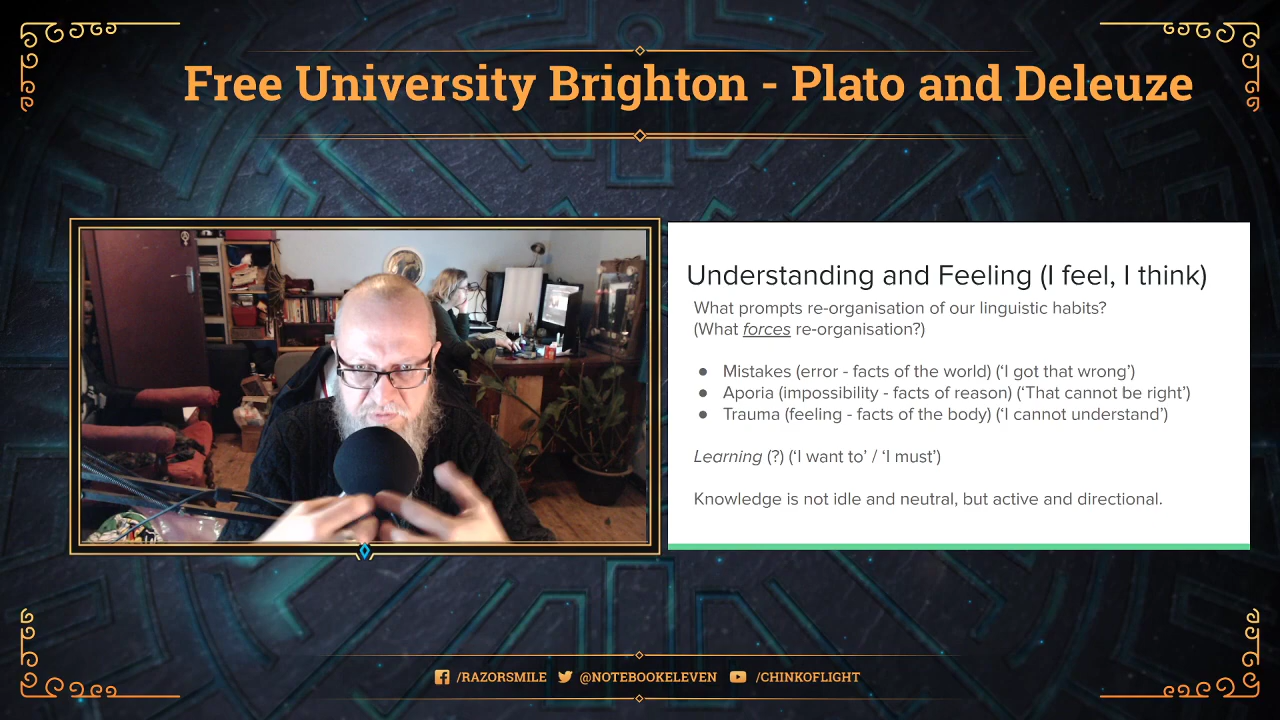 Free University Brighton - Plato and Deleuze
Understanding and Feeling (I feel, I think)
What prompts re-organisation of our linguistic habits?
(What forces re-organisation?)
● Mistakes (error - facts of the world) (‘I got that wrong’)
● Aporia (impossibility - facts of reason) (‘That cannot be right’)
● Trauma (feeling - facts of the body) (‘I cannot understand’)
Learning (?) (‘I want to’ / ‘I must’)
Knowledge is not idle and neutral, but active and directional.
/RAZORSMILE @NOTEBOOKELEVEN /CHINKOFLIGHT